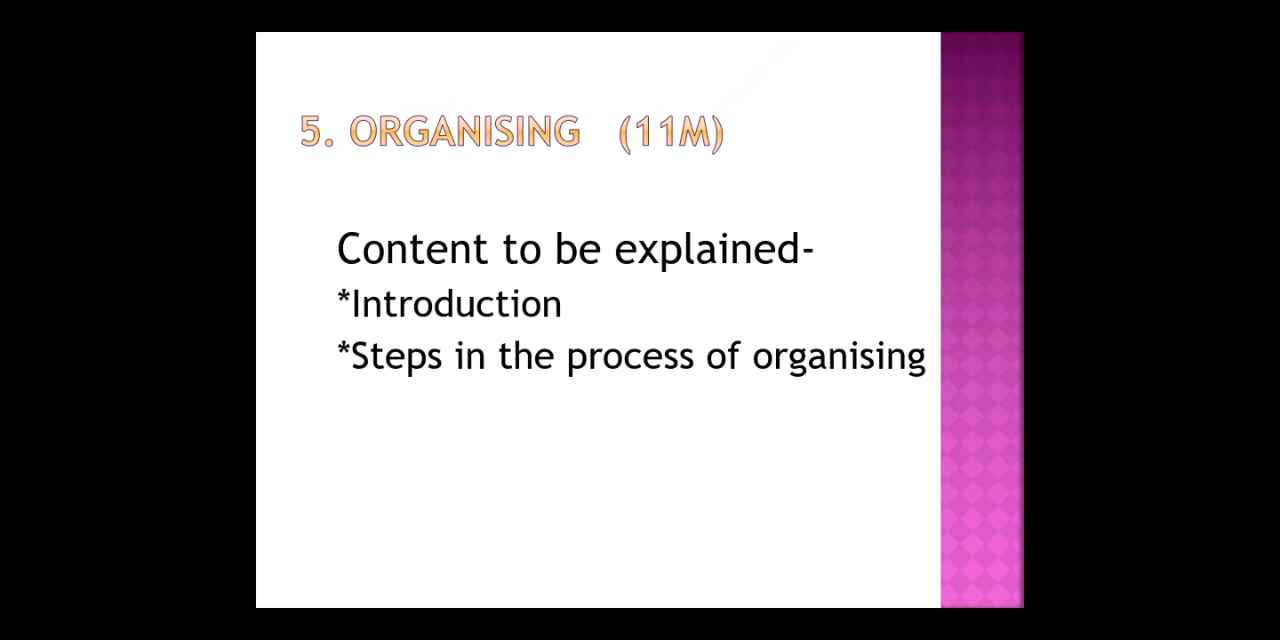 5. ORGANISING (11M)
Content to be explained-
*Introduction
*Steps in the process of organising